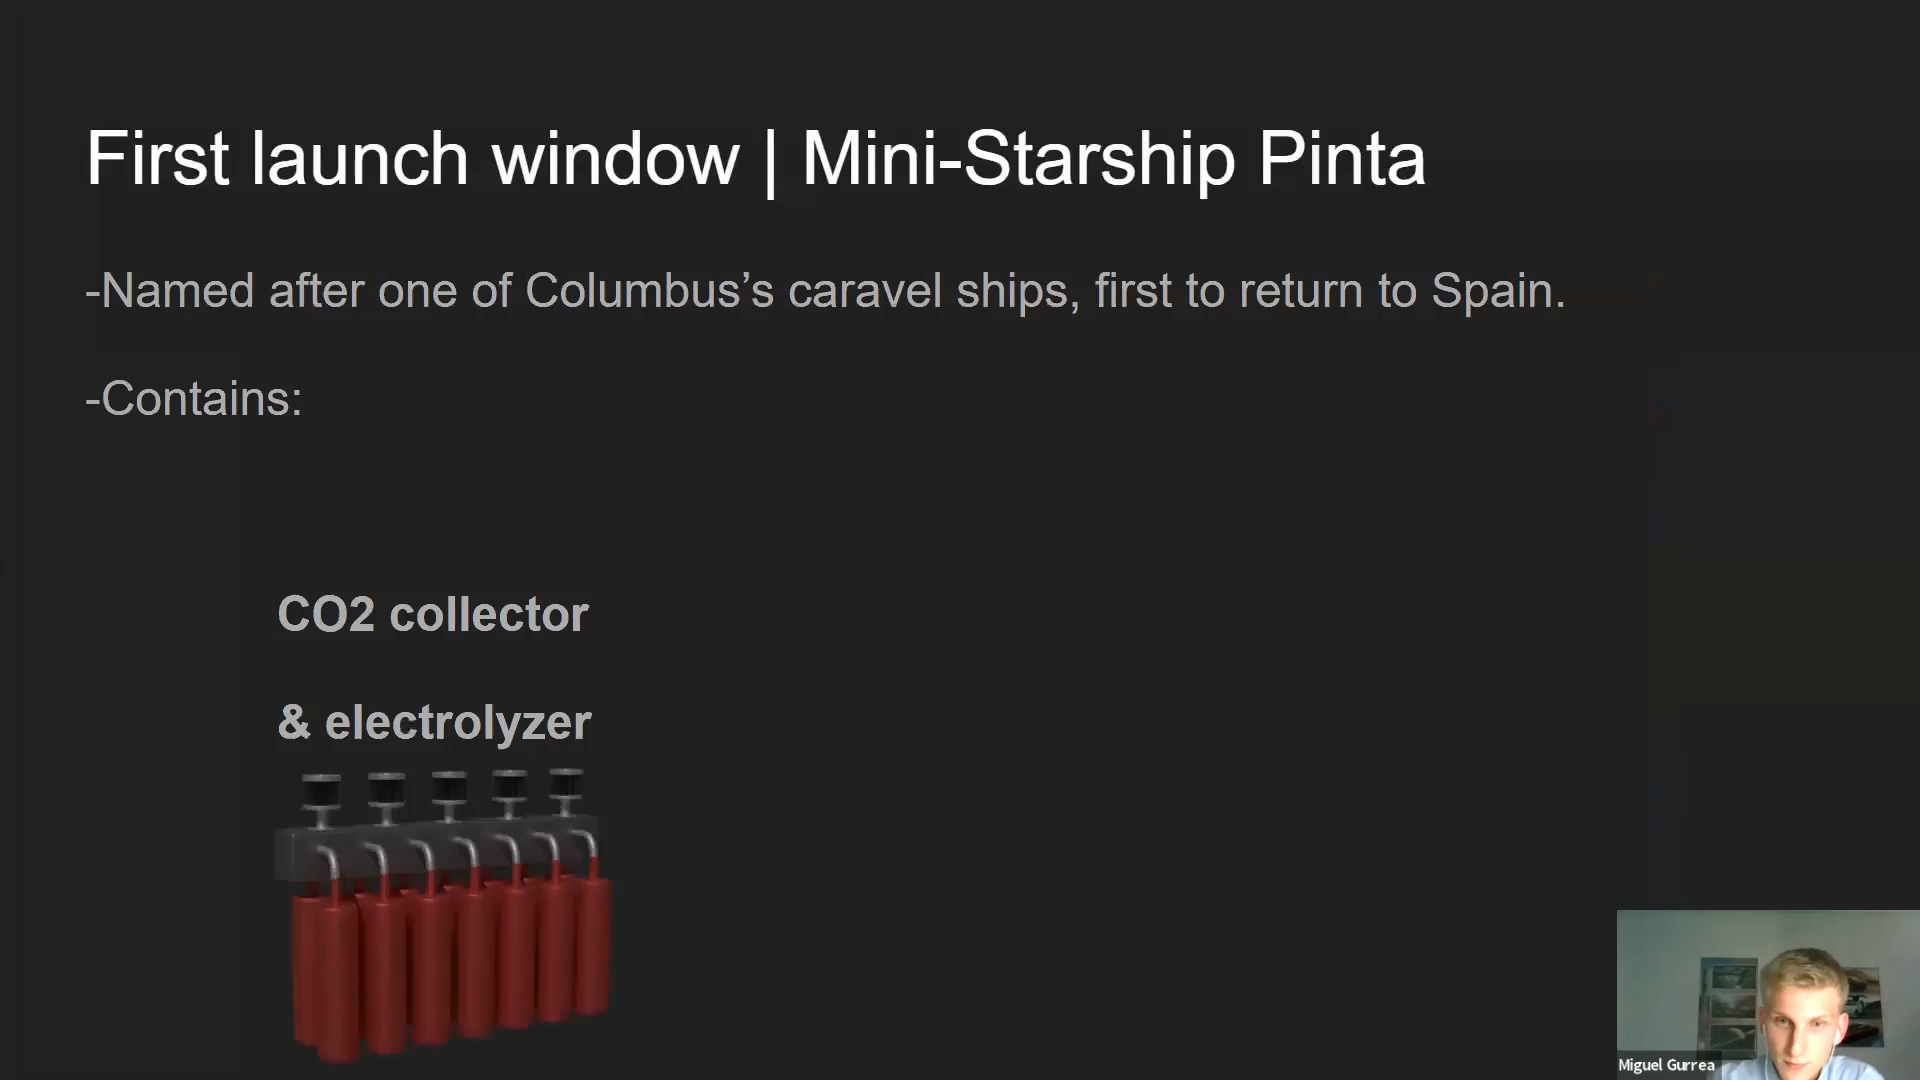 First launch window | Mini-Starship Pinta
-Named after one of Columbus’s caravel ships, first to return to Spain.
-Contains:
CO2 collector
& electrolyzer
Miguel Gurrea